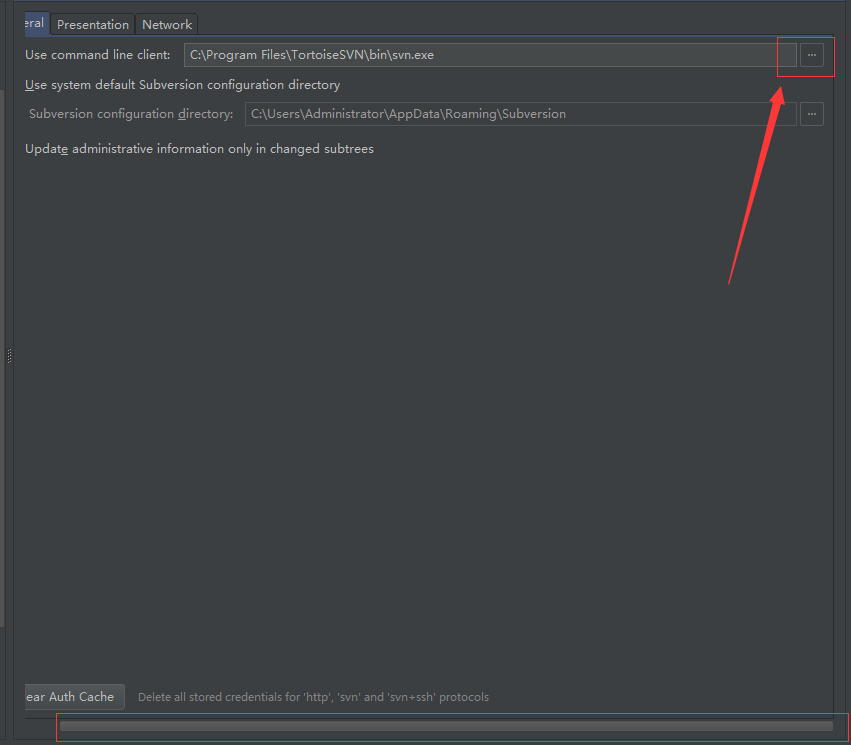 eral Presentation Network
Use command line client: C:\Program Files\TortoiseSVN\bin\svn.exe ...
Use system default Subversion configuration directory
Subversion configuration directory: C:\Users\Administrator\AppData\Roaming\Subversion ...
Update administrative information only in changed subtrees
ear Auth Cache Delete all stored credentials for 'http', 'svn' and 'svn+ssh' protocols